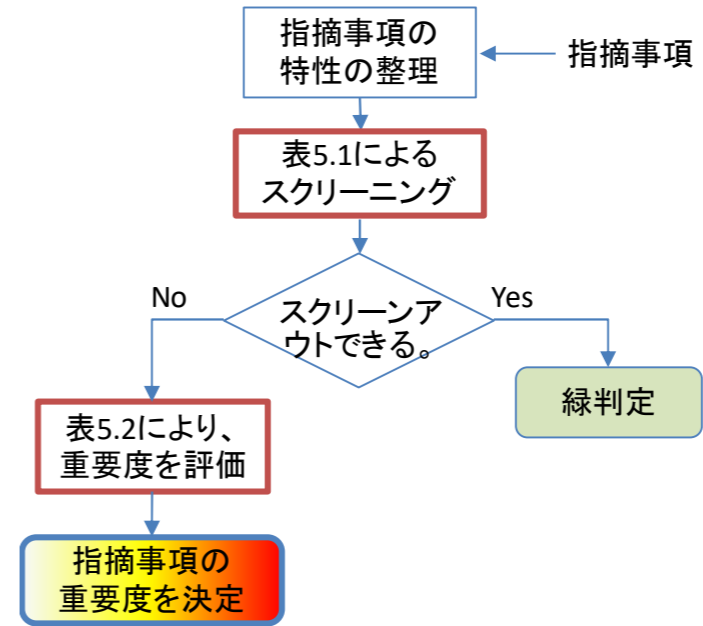 指摘事項の
特性の整理
指摘事項
表5.1による
スクリーニング
No
スクリーンア
ウトできる。
Yes
緑判定
表5.2により、
重要度を評価
指摘事項の
重要度を決定